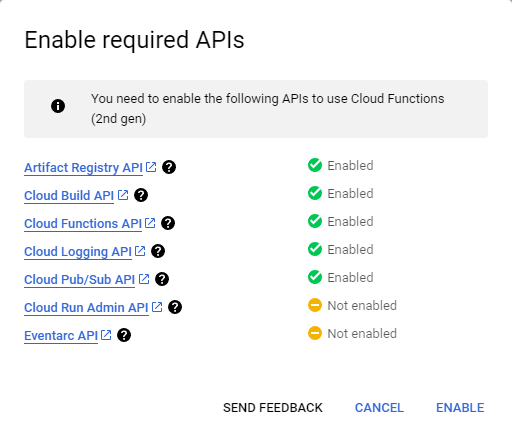 Enable required APIs
You need to enable the following APIs to use Cloud Functions
(2nd gen)
Artifact Registry API Enabled
Cloud Build API Enabled
Cloud Functions API Enabled
Cloud Logging API Enabled
Cloud Pub/Sub API Enabled
Cloud Run Admin API Not enabled
Eventarc API Not enabled
SEND FEEDBACK CANCEL ENABLE